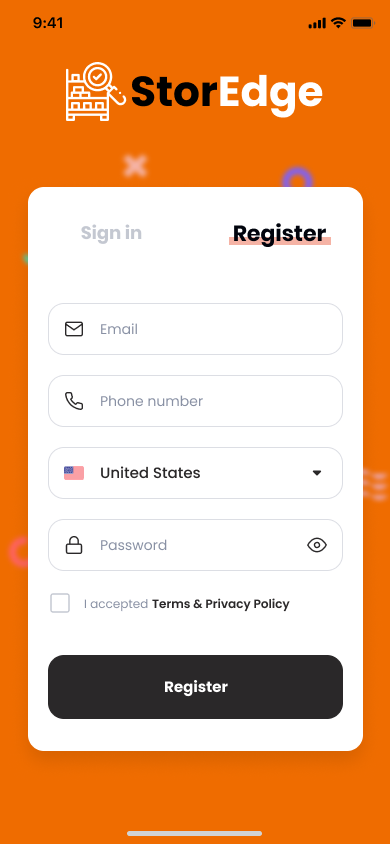 9:41
StorEdge
Sign in
Register
Email
Phone number
United States
Password
I accepted Terms & Privacy Policy
Register